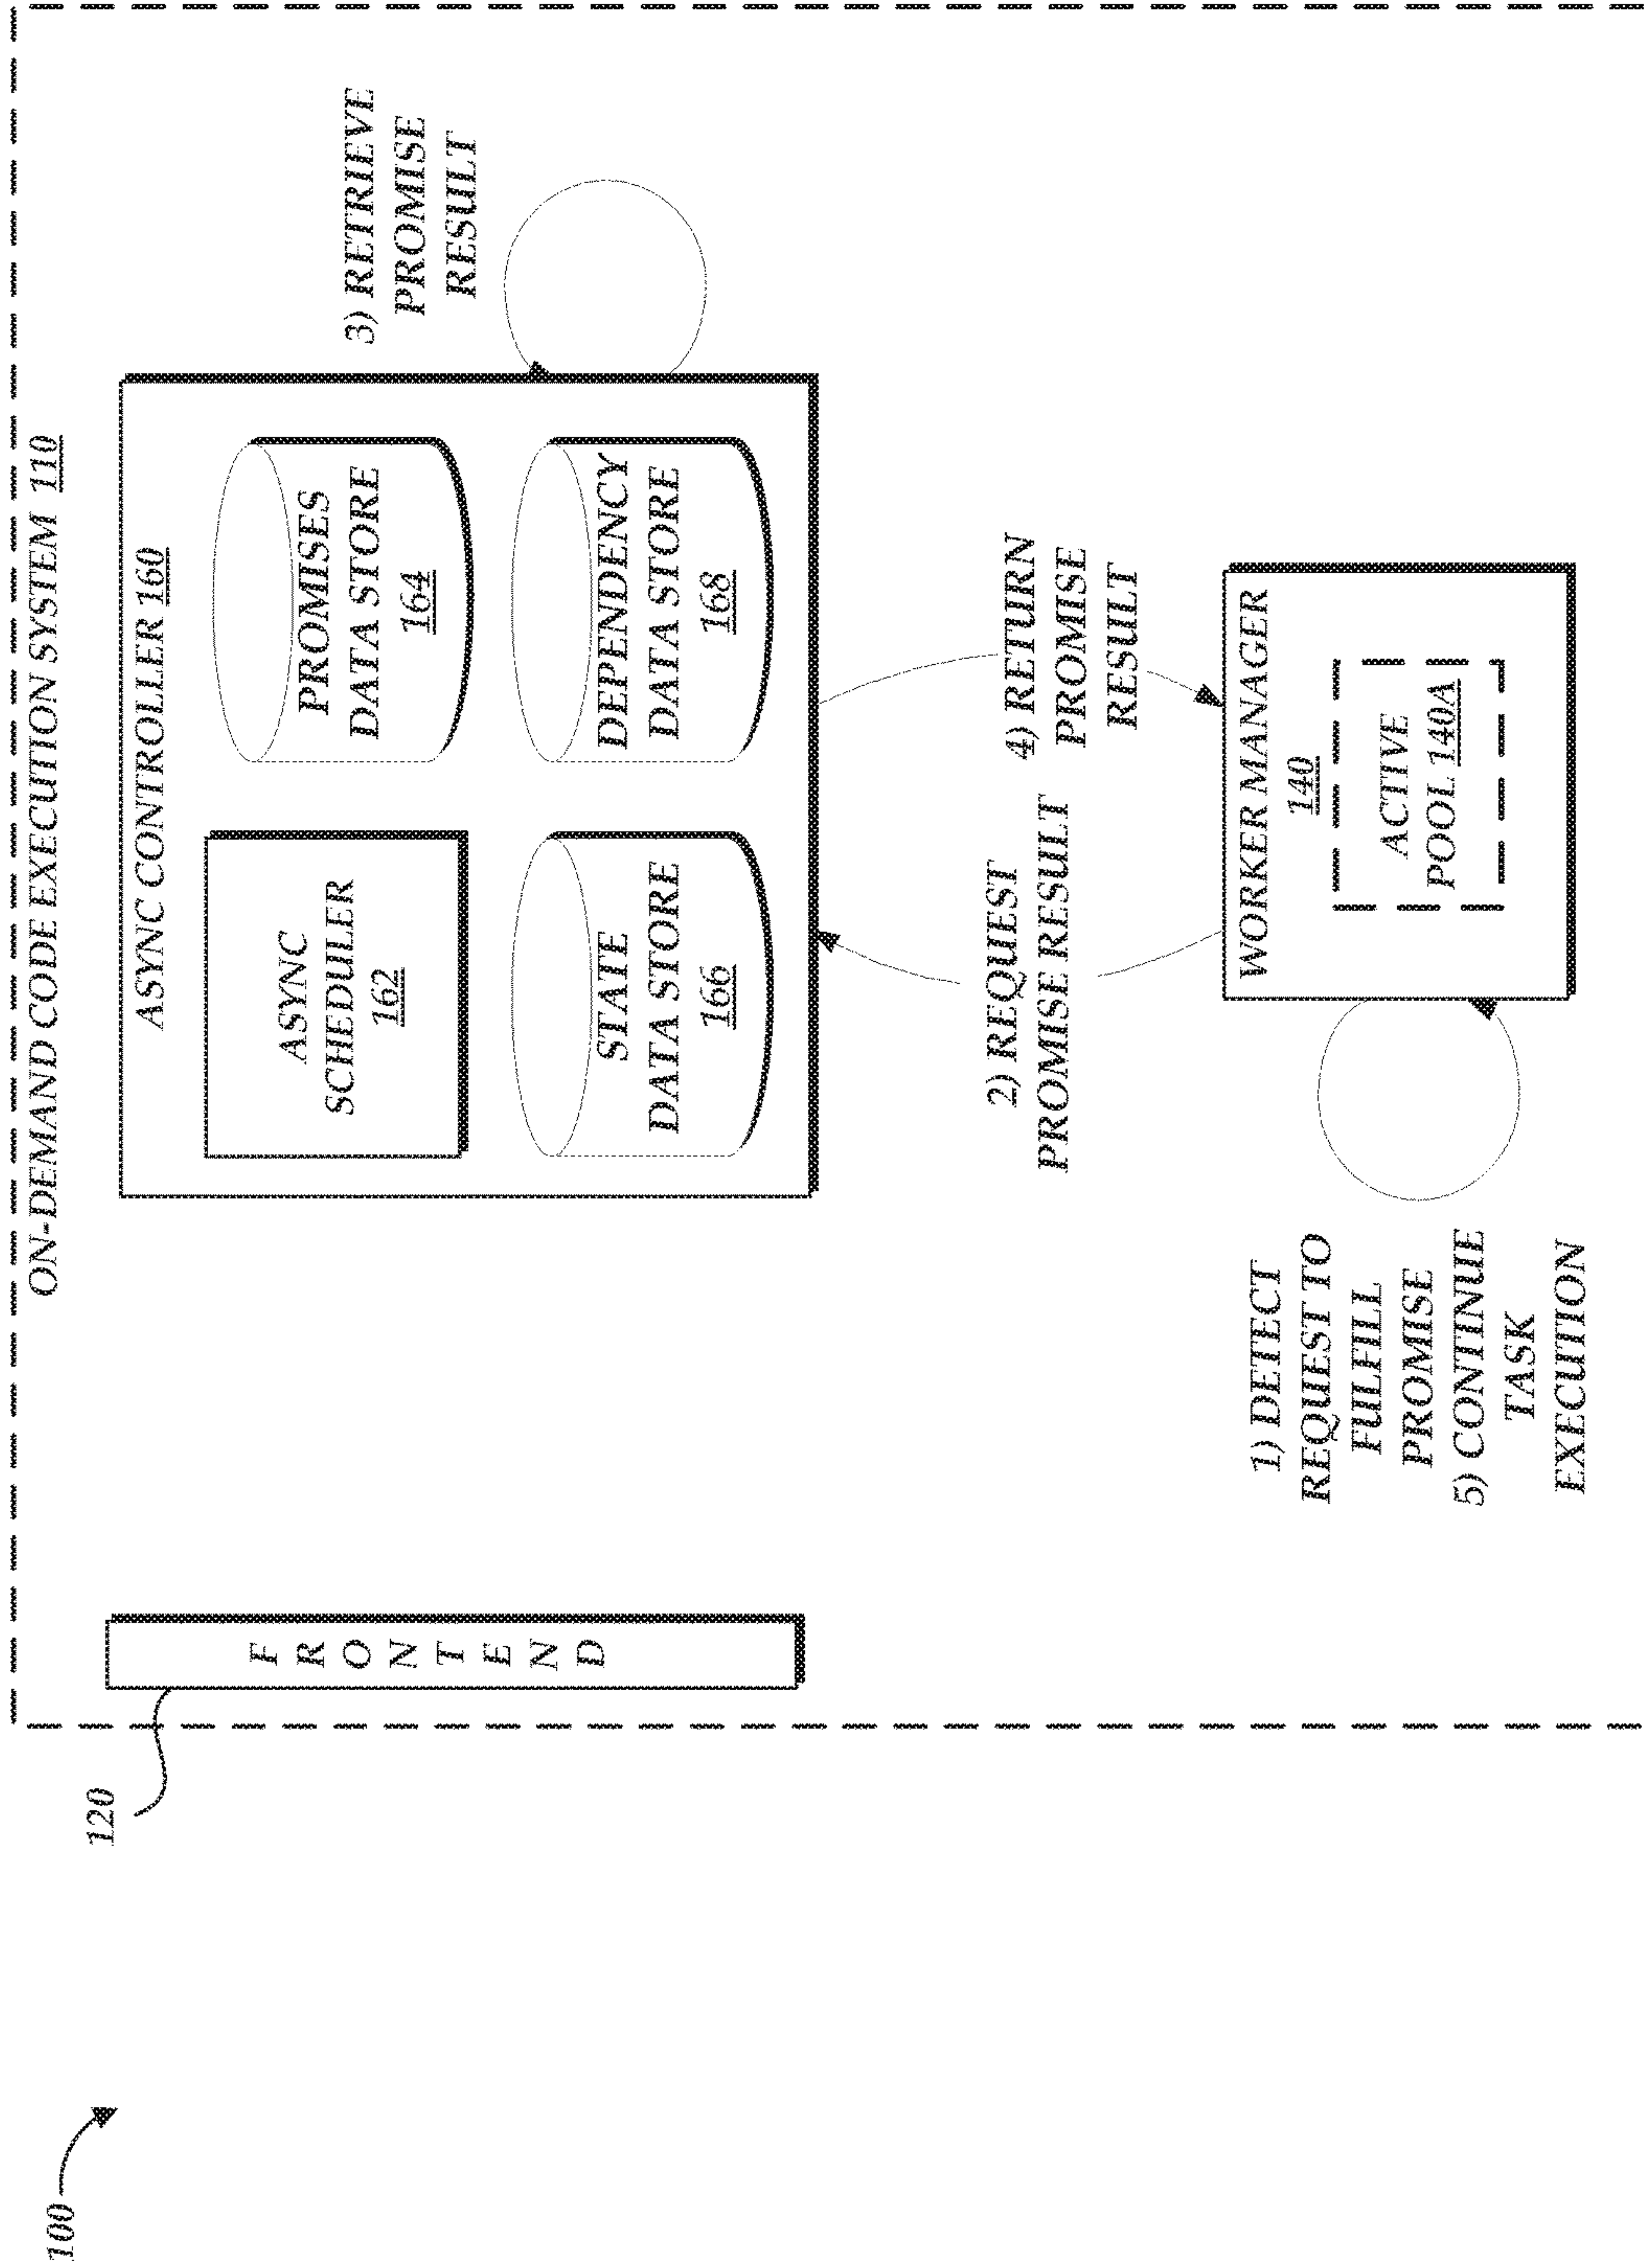 100
120
ON-DEMAND CODE EXECUTION SYSTEM 110
FRONTEND
ASYNC CONTROLLER 160
ASYNC
SCHEDULER
162
PROMISES
DATA STORE
164
STATE
DATA STORE
166
DEPENDENCY
DATA STORE
168
3) RETRIEVE
PROMISE
RESULT
2) REQUEST
PROMISE RESULT
4) RETURN
PROMISE
RESULT
1) DETECT
REQUEST TO
FULFILL
PROMISE
5) CONTINUE
TASK
EXECUTION
WORKER MANAGER
140
ACTIVE
POOL 140A